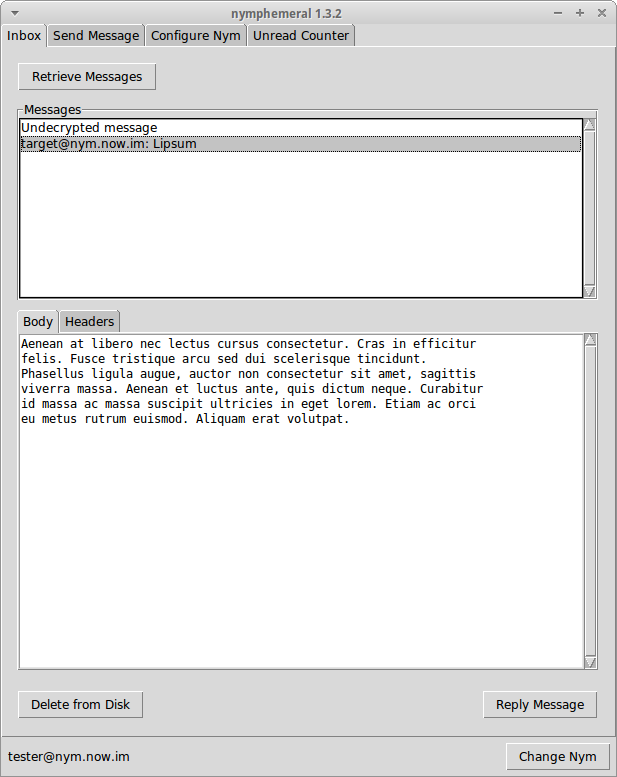 nymphemeral 1.3.2
Inbox Send Message Configure Nym Unread Counter
Retrieve Messages
Messages
Undecrypted message
target@nym.now.im: Lipsum
Body Headers
Aenean at libero nec lectus cursus consectetur. Cras in efficitur
felis. Fusce tristique arcu sed dui scelerisque tincidunt.
Phasellus ligula augue, auctor non consectetur sit amet, sagittis
viverra massa. Aenean et luctus ante, quis dictum neque. Curabitur
id massa ac massa suscipit ultricies in eget lorem. Etiam ac orci
eu metus rutrum euismod. Aliquam erat volutpat.
Delete from Disk Reply Message
tester@nym.now.im Change Nym